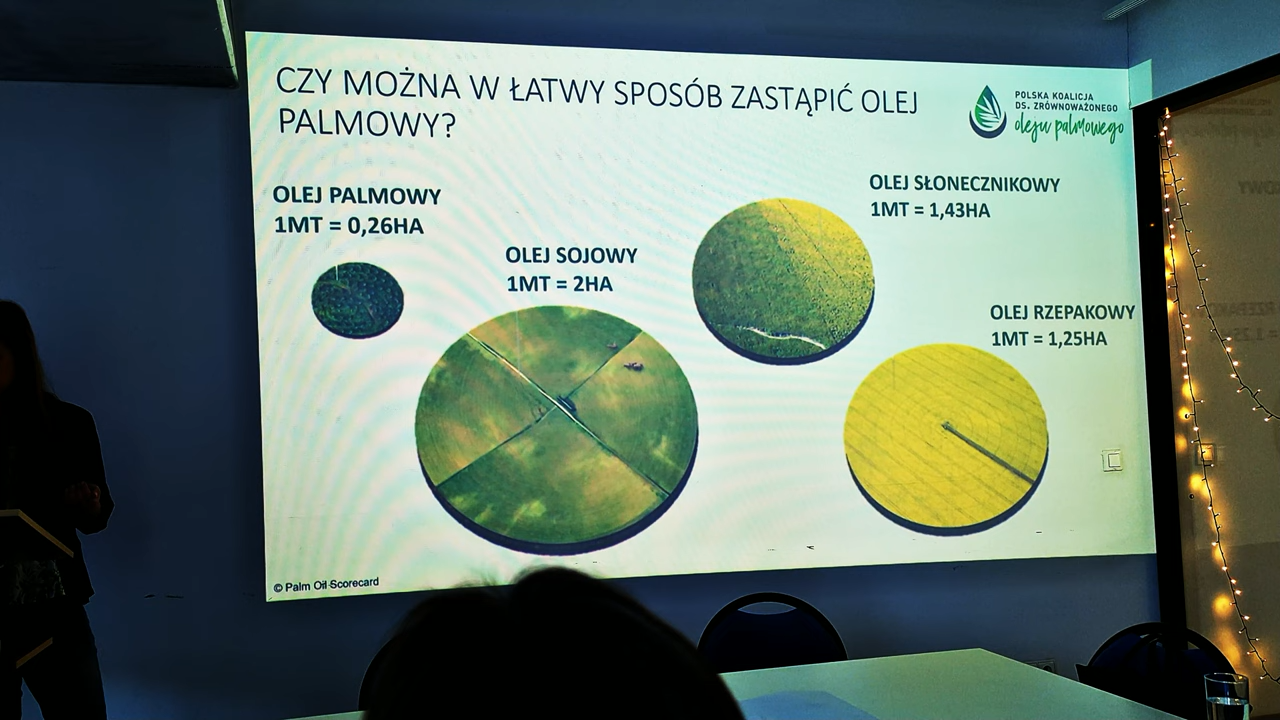 CZY MOŻNA W ŁATWY SPOSÓB ZASTĄPIĆ OLEJ
PALMOWY?
POLSKA KOALICJA
DS. ZRÓWNOWAŻONEGO
oleju palmowego
OLEJ PALMOWY
1MT = 0,26HA
OLEJ SOJOWY
1MT = 2HA
OLEJ SŁONECZNIKOWY
1MT = 1,43HA
OLEJ RZEPAKOWY
1MT = 1,25HA
© Palm Oil Scorecard